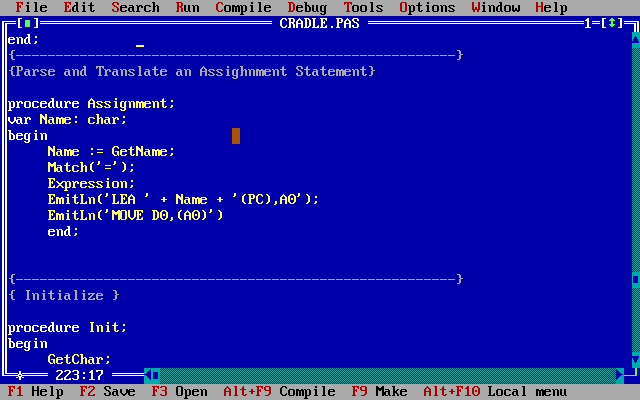 File Edit Search Run Compile Debug Tools Options Window Help
[■] CRADLE.PAS 1=[↕]
end;
{--------------------------------------------------------------}
{Parse and Translate an Assighnment Statement}
procedure Assignment;
var Name: char;
begin
Name := GetName;
Match('=');
Expression;
EmitLn('LEA ' + Name + '(PC),A0');
EmitLn('MOVE D0,(A0)')
end;
{--------------------------------------------------------------}
{ Initialize }
procedure Init;
begin
GetChar;
223:17
F1 Help F2 Save F3 Open Alt+F9 Compile F9 Make Alt+F10 Local menu